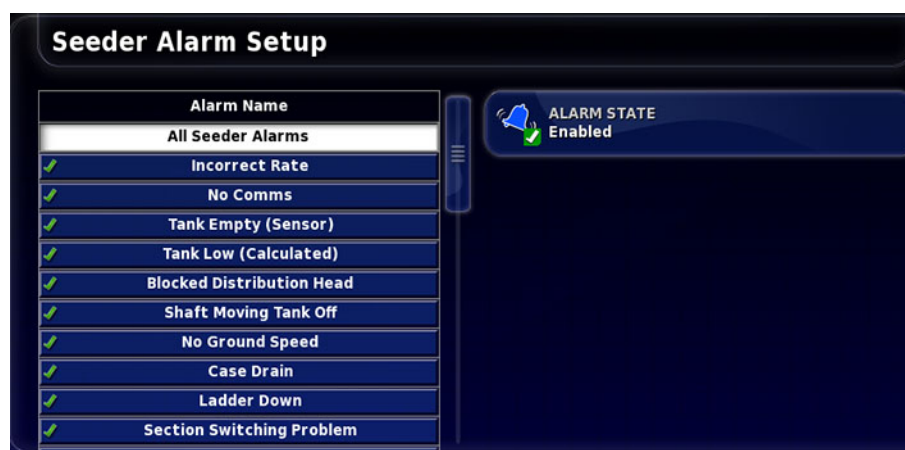 Seeder Alarm Setup
Alarm Name
All Seeder Alarms
Incorrect Rate
No Comms
Tank Empty (Sensor)
Tank Low (Calculated)
Blocked Distribution Head
Shaft Moving Tank Off
No Ground Speed
Case Drain
Ladder Down
Section Switching Problem
ALARM STATE
Enabled